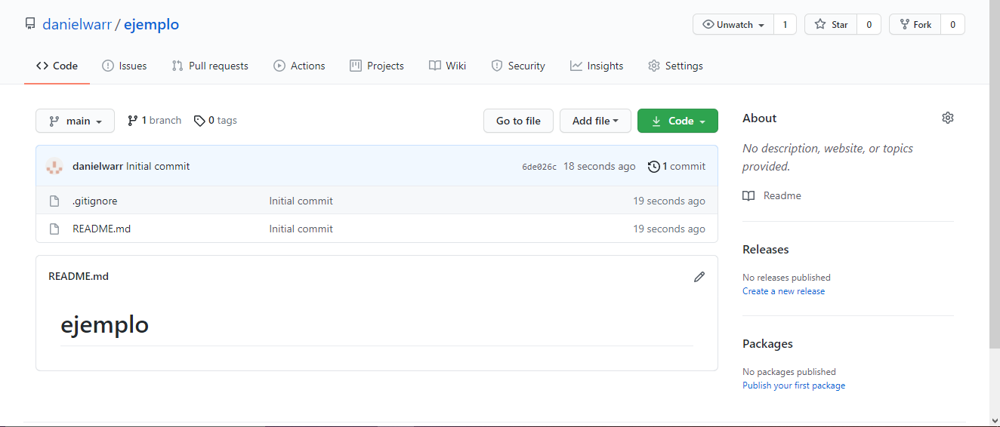 danielwarr / ejemplo
Unwatch 1 Star 0 Fork 0
Code Issues Pull requests Actions Projects Wiki Security Insights Settings
main 1 branch 0 tags Go to file Add file Code
danielwarr Initial commit 6de026c 18 seconds ago 1 commit
.gitignore Initial commit 19 seconds ago
README.md Initial commit 19 seconds ago
README.md
ejemplo
About
No description, website, or topics
provided.
Readme
Releases
No releases published
Create a new release
Packages
No packages published
Publish your first package